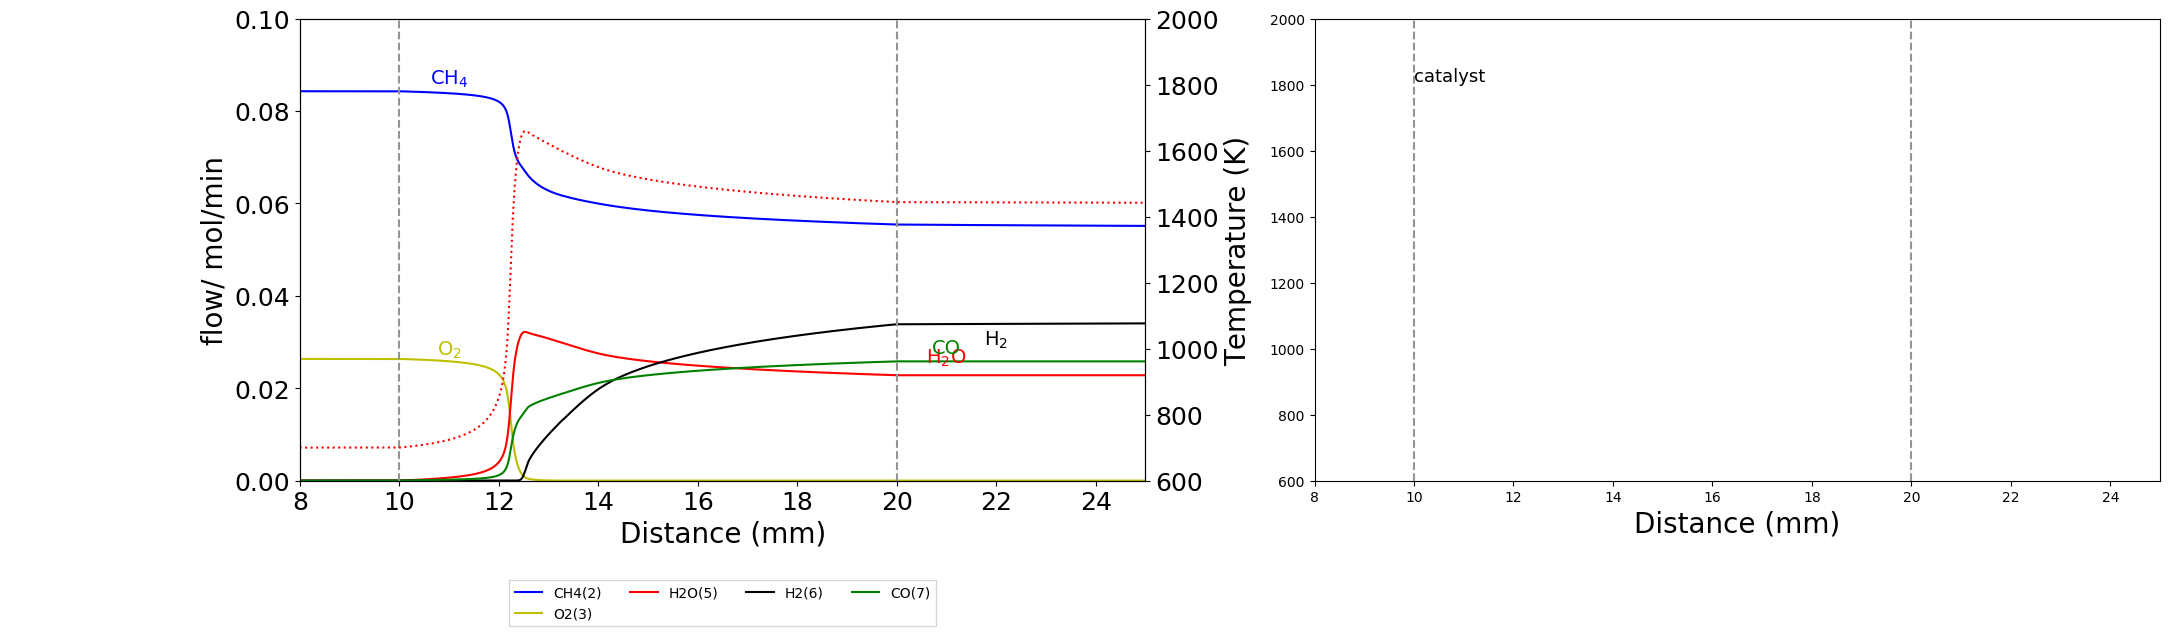 0.10
0.08
0.06
0.04
0.02
0.00
flow/ mol/min
8 10 12 14 16 18 20 22 24
Distance (mm)
2000
1800
1600
1400
1200
1000
800
600
Temperature (K)
CH₄
O₂
H₂
CO
H₂O
CH4(2) H2O(5) H2(6) CO(7)
O2(3)
2000
1800
1600
1400
1200
1000
800
600
catalyst
8 10 12 14 16 18 20 22 24
Distance (mm)